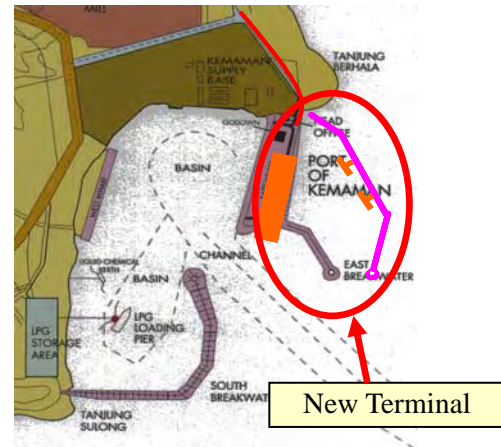 MILL
KEMAMAN
SUPPLY
BASE
TANJUNG
BERHALA
GODOWN
HEAD
OFFICE
BASIN
PORT
OF
KEMAMAN
CHANNEL
LIQUID CHEMICAL
BERTH
BASIN
EAST
BREAKWATER
LPG
STORAGE
AREA
LPG
LOADING
PIER
SOUTH
BREAKWAT
TANJUNG
SULONG
New Terminal